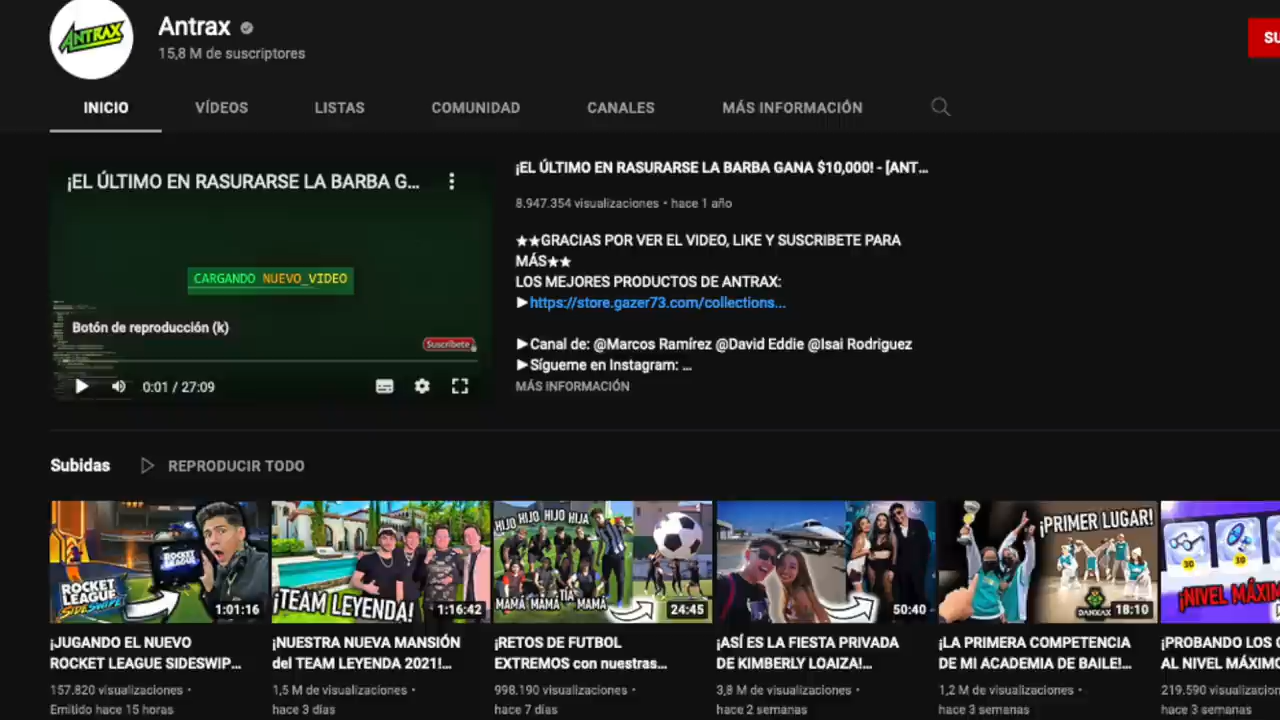 ANTRAX
Antrax
15,8 M de suscriptores
SU
INICIO
VÍDEOS
LISTAS
COMUNIDAD
CANALES
MÁS INFORMACIÓN
¡EL ÚLTIMO EN RASURARSE LA BARBA G...
CARGANDO NUEVO_VIDEO
Botón de reproducción (k)
Suscríbete
0:01 / 27:09
¡EL ÚLTIMO EN RASURARSE LA BARBA GANA $10,000! - [ANT...
8.947.354 visualizaciones • hace 1 año
★★GRACIAS POR VER EL VIDEO, LIKE Y SUSCRIBETE PARA
MÁS★★
LOS MEJORES PRODUCTOS DE ANTRAX:
►https://store.gazer73.com/collections...
►Canal de: @Marcos Ramírez @David Eddie @Isai Rodriguez
►Sígueme en Instagram: ...
MÁS INFORMACIÓN
Subidas
REPRODUCIR TODO
ROCKET
LEAGUE
SIDESWIPE
ROCKET
LEAGUE
1:01:16
¡JUGANDO EL NUEVO
ROCKET LEAGUE SIDESWIP...
157.820 visualizaciones •
Emitido hace 15 horas
¡TEAM LEYENDA!
1:16:42
¡NUESTRA NUEVA MANSIÓN
del TEAM LEYENDA 2021!...
1,5 M de visualizaciones •
hace 3 días
HIJO HIJO HIJO HIJA
MAMÁ MAMÁ TIA MAMÁ
24:45
¡RETOS DE FUTBOL
EXTREMOS con nuestras...
998.190 visualizaciones •
hace 7 días
50:40
¡ASÍ ES LA FIESTA PRIVADA
DE KIMBERLY LOAIZA!...
3,8 M de visualizaciones •
hace 2 semanas
¡PRIMER LUGAR!
DANXRAX
18:10
¡LA PRIMERA COMPETENCIA
DE MI ACADEMIA DE BAILE!...
1,2 M de visualizaciones •
hace 3 semanas
30
30
¡NIVEL MÁXIM
¡PROBANDO LOS O
AL NIVEL MÁXIMO
219.590 visualizacion
hace 3 semanas